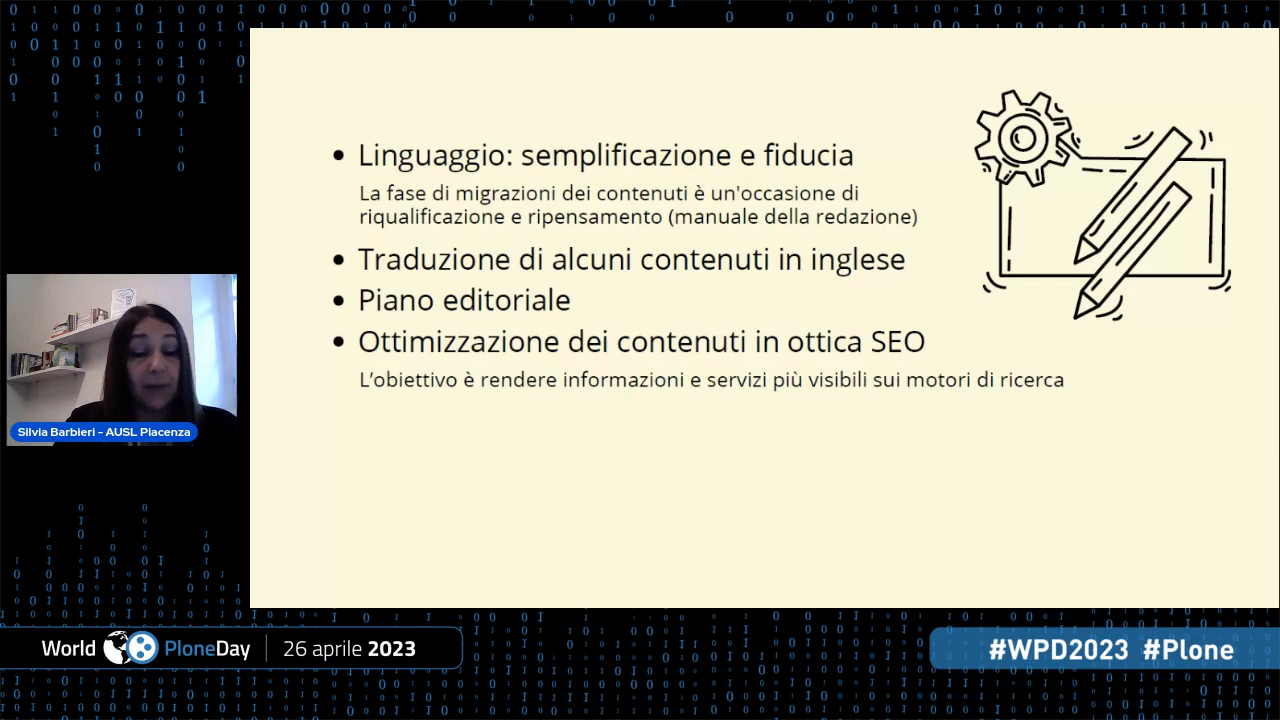 Linguaggio: semplificazione e fiducia
La fase di migrazioni dei contenuti è un'occasione di
riqualificazione e ripensamento (manuale della redazione)
Traduzione di alcuni contenuti in inglese
Piano editoriale
Ottimizzazione dei contenuti in ottica SEO
L’obiettivo è rendere informazioni e servizi più visibili sui motori di ricerca
Silvia Barbieri - AUSL Piacenza
World PloneDay | 26 aprile 2023
#WPD2023 #Plone